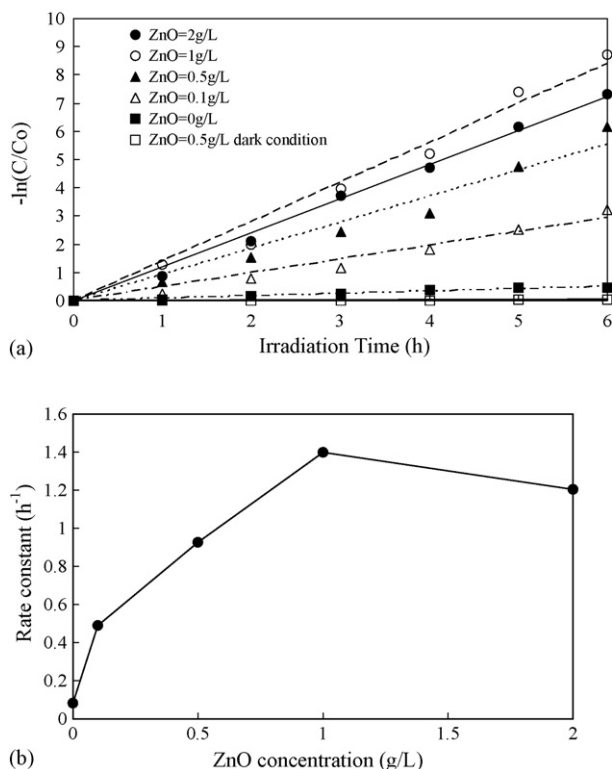 10
9
8
7
6
5
4
3
2
1
0
-ln(C/Co)
ZnO=2g/L
ZnO=1g/L
ZnO=0.5g/L
ZnO=0.1g/L
ZnO=0g/L
ZnO=0.5g/L dark condition
0 1 2 3 4 5 6
(a) Irradiation Time (h)
1.6
1.4
1.2
1
0.8
0.6
0.4
0.2
0
Rate constant (h⁻¹)
0 0.5 1 1.5 2
(b) ZnO concentration (g/L)